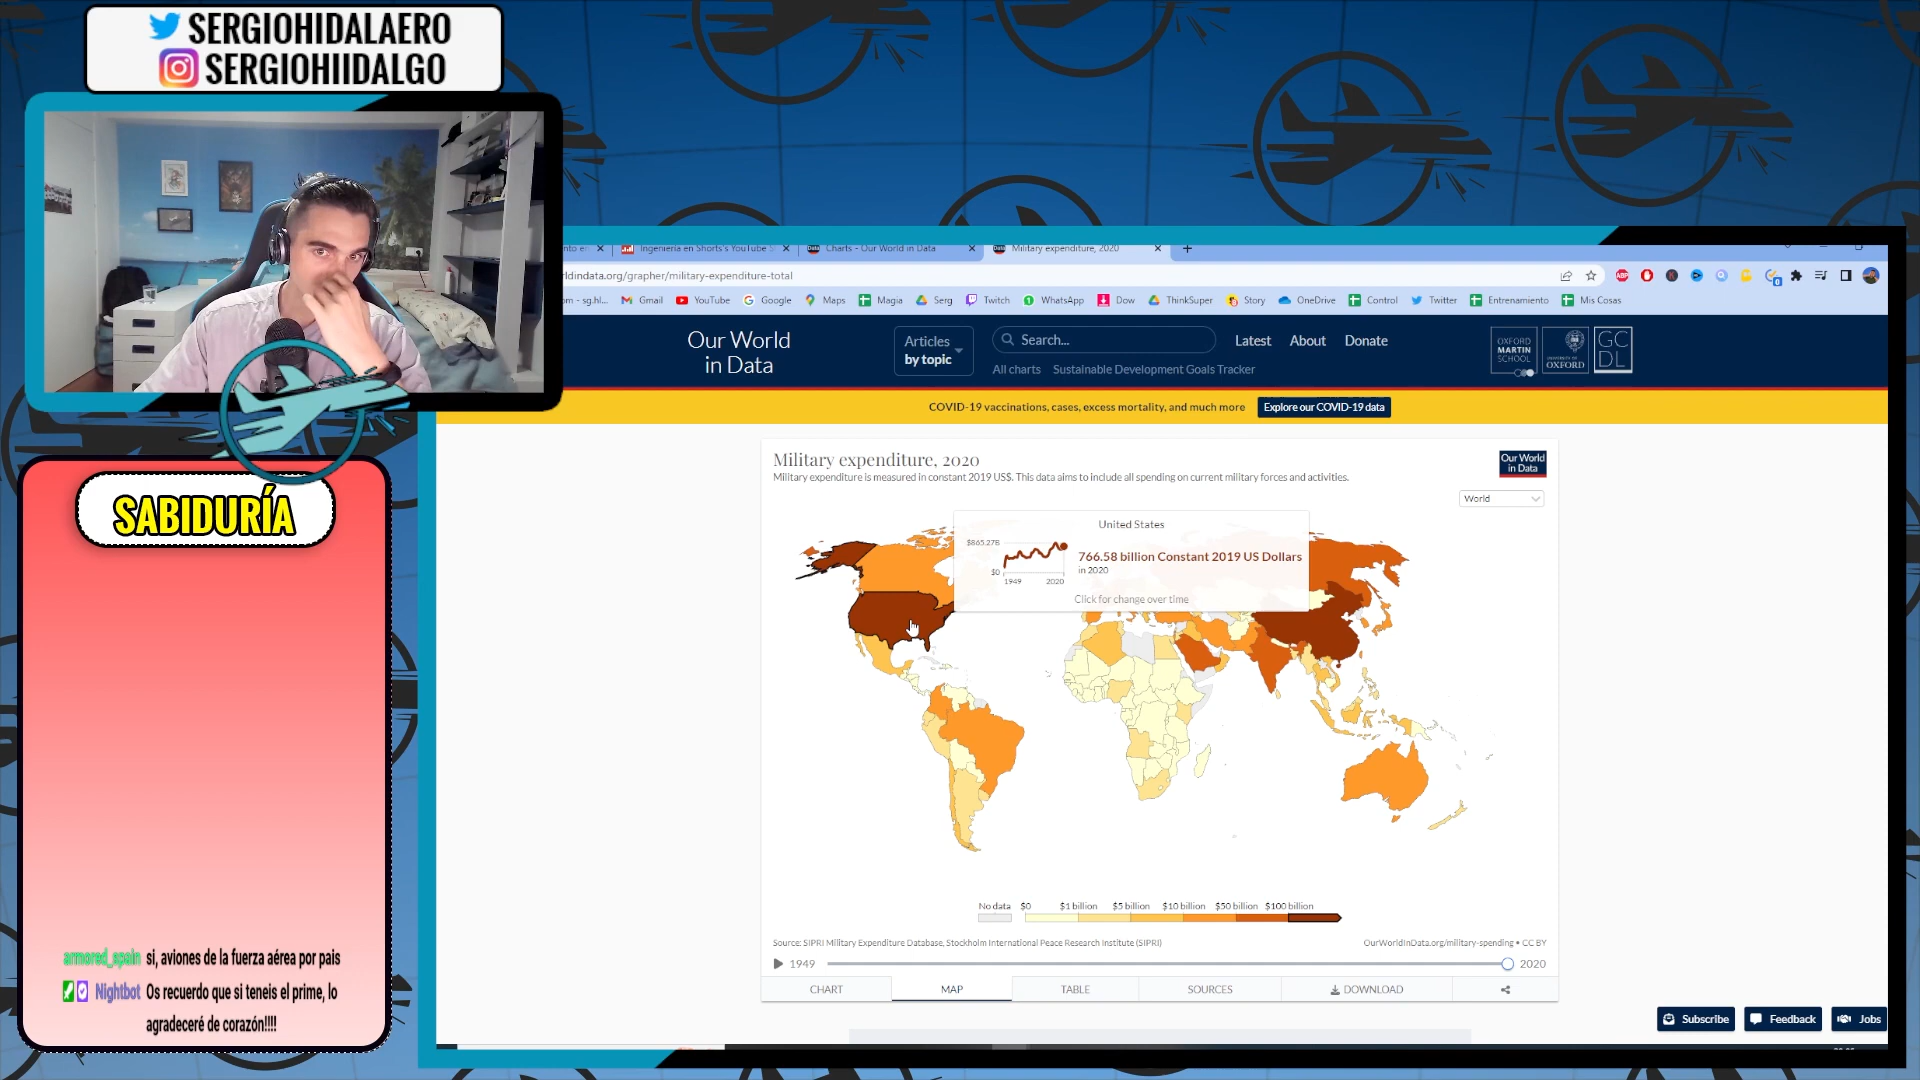 SERGIOHIDALAERO
SERGIOHIIDALGO
Ingeniería en Shorts's YouTube S
Charts - Our World in Data
Military expenditure, 2020
ldindata.org/grapher/military-expenditure-total
om - sg.hl...
Gmail
YouTube
Google
Maps
Magia
Serg
Twitch
WhatsApp
Dow
ThinkSuper
Story
OneDrive
Control
Twitter
Entrenamiento
Mis Cosas
Our World
in Data
Articles
by topic
Search...
Latest
About
Donate
All charts
Sustainable Development Goals Tracker
OXFORD
MARTIN
SCHOOL
UNIVERSITY OF
OXFORD
GC
DL
COVID-19 vaccinations, cases, excess mortality, and much more
Explore our COVID-19 data
Military expenditure, 2020
Military expenditure is measured in constant 2019 US$. This data aims to include all spending on current military forces and activities.
Our World
in Data
World
United States
$865.27B
$0
1949
2020
766.58 billion Constant 2019 US Dollars
in 2020
Click for change over time
No data
$0
$1 billion
$5 billion
$10 billion
$50 billion
$100 billion
Source: SIPRI Military Expenditure Database, Stockholm International Peace Research Institute (SIPRI)
OurWorldInData.org/military-spending • CC BY
1949
2020
CHART
MAP
TABLE
SOURCES
DOWNLOAD
Subscribe
Feedback
Jobs
SABIDURÍA
armored_spain si, aviones de la fuerza aérea por pais
Nightbot Os recuerdo que si teneis el prime, lo
agradeceré de corazón!!!!